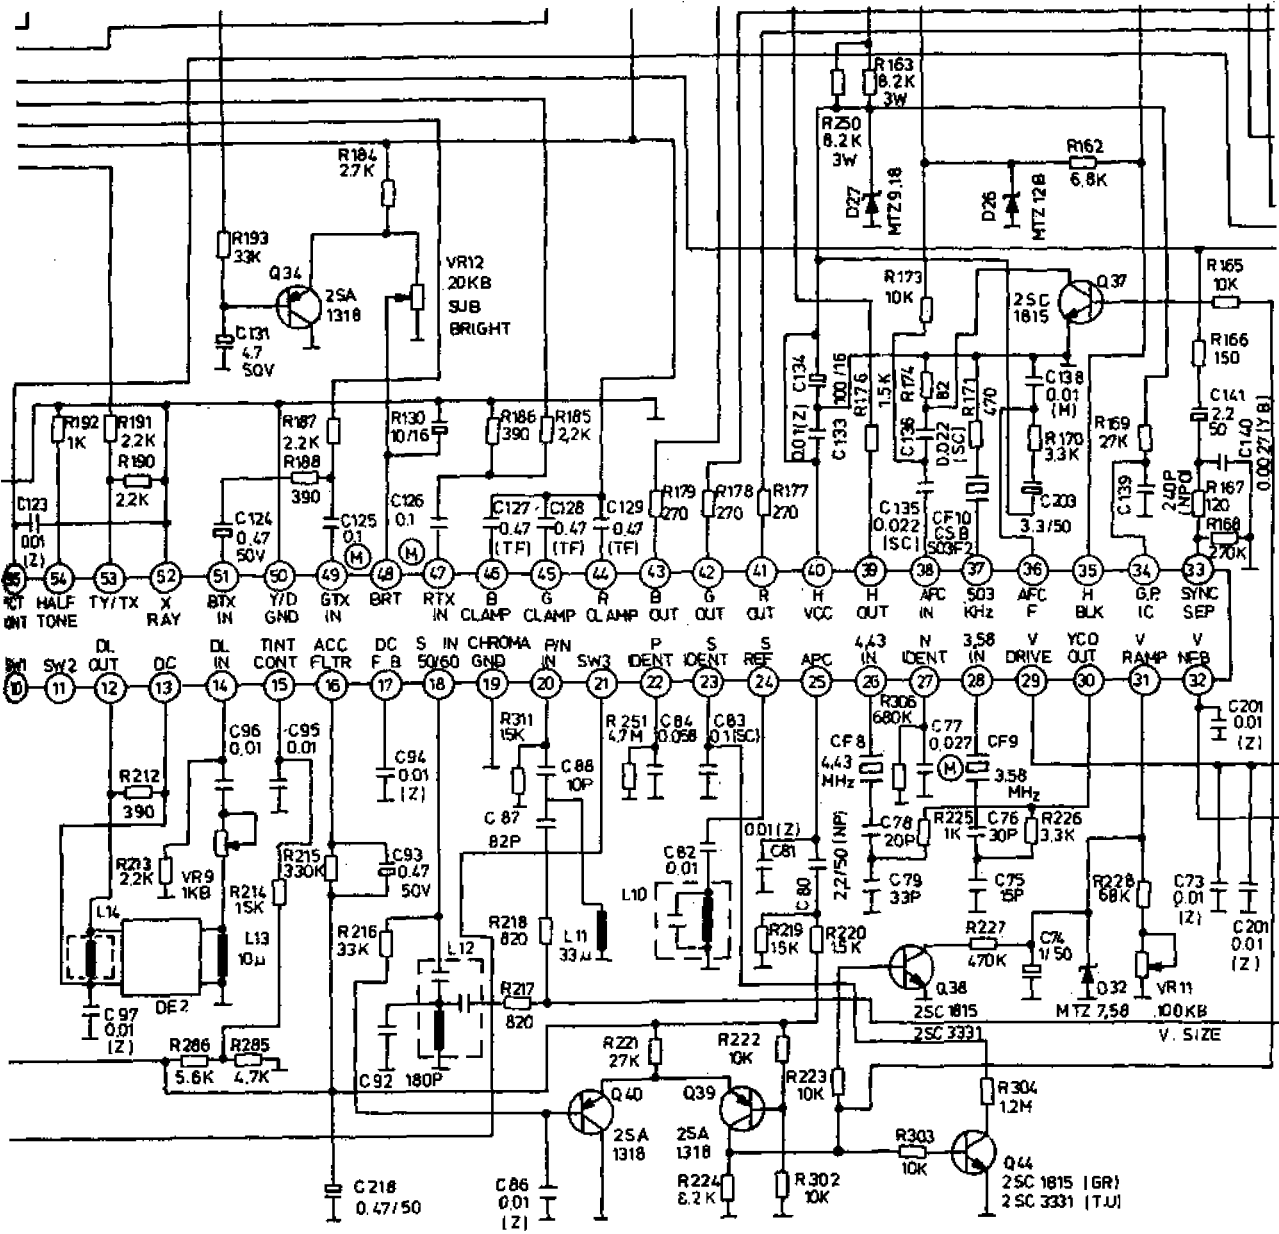 R163
8.2K
3W
R250
8.2K
3W
R184
2.7K
R162
6.8K
D27
MTZ 9.18
D26
MTZ 12B
R193
33K
Q34
2SA
1318
VR12
20KB
SUB
BRIGHT
C131
4.7
50V
R173
10K
Q37
2SC
1815
R165
10K
R166
150
C134
100/16
0.01(Z)
C133
R176
1.5K
R174
82
C136
0.022
(SC)
R171
470
C138
0.01
(M)
C141
2.2
50
C140
0.0027(YB)
R192
1K
R191
2.2K
R190
2.2K
R187
2.2K
R188
390
R130
10/16
R186
390
R185
2,2K
R169
27K
R170
3.3K
C123
0.01
(Z)
C124
0.47
50V
C125
0.1
M
C126
0.1
M
C127
0.47
(TF)
C128
0.47
(TF)
C129
0.47
(TF)
R179
270
R178
270
R177
270
C135
0.022
(SC)
CF10
CSB
503F2
C203
3.3/50
C139
240P
(NPO)
R167
120
R168
270K
54
53
52
51
50
49
48
47
46
45
44
43
42
41
40
39
38
37
36
35
34
33
HALF
TONE
TY/TX
X
RAY
BTX
IN
Y/D
GND
GTX
IN
BRT
RTX
IN
B
CLAMP
G
CLAMP
R
CLAMP
B
OUT
G
OUT
R
OUT
H
VCC
H
OUT
AFC
IN
503
KHz
AFC
F
H
BLK
G.P.
IC
SYNC
SEP
SW1
SW2
DL
OUT
DC
DL
IN
TINT
CONT
ACC
FLTR
DC
F B
S IN
50/60
CHROMA
GND
P/N
IN
SW3
P
IDENT
S
IDENT
S
REF
APC
4,43
IN
N
IDENT
3,58
IN
V
DRIVE
YCO
OUT
V
RAMP
V
NFB
10
11
12
13
14
15
16
17
18
19
20
21
22
23
24
25
26
27
28
29
30
31
32
C96
0,01
C95
0.01
C94
0.01
(Z)
R311
15K
C88
10P
C87
82P
R251
4,7M
C84
0.058
C83
0.1(SC)
CF8
4,43
MHz
R306
680K
C77
0,027
M
CF9
3.58
MHz
C201
0.01
(Z)
R212
390
R213
2,2K
VR9
1KB
R214
15K
R215
330K
C93
0.47
50V
C82
0.01
0.01(Z)
C81
C80
2,2/50 (NP)
C78
20P
C79
33P
R225
1K
C76
30P
R226
3.3K
C75
15P
R228
68K
C73
0.01
(Z)
C201
0.01
(Z)
L14
L13
10µ
DE2
C97
0.01
(Z)
R216
33K
L12
R218
820
L11
33µ
L10
R219
15K
R220
1.5K
R227
470K
C74
1/50
R217
820
Q38
2SC 1815
2SC 3331
D32
MTZ 7,5B
VR11
100KB
V. SIZE
R286
5.6K
R285
4.7K
C92
180P
R221
27K
R222
10K
R223
10K
Q40
2SA
1318
Q39
2SA
1318
R304
1.2M
R303
10K
Q44
2SC 1815 (GR)
2SC 3331 (T.U)
C218
0.47/50
C86
0,01
(Z)
R224
8.2K
R302
10K